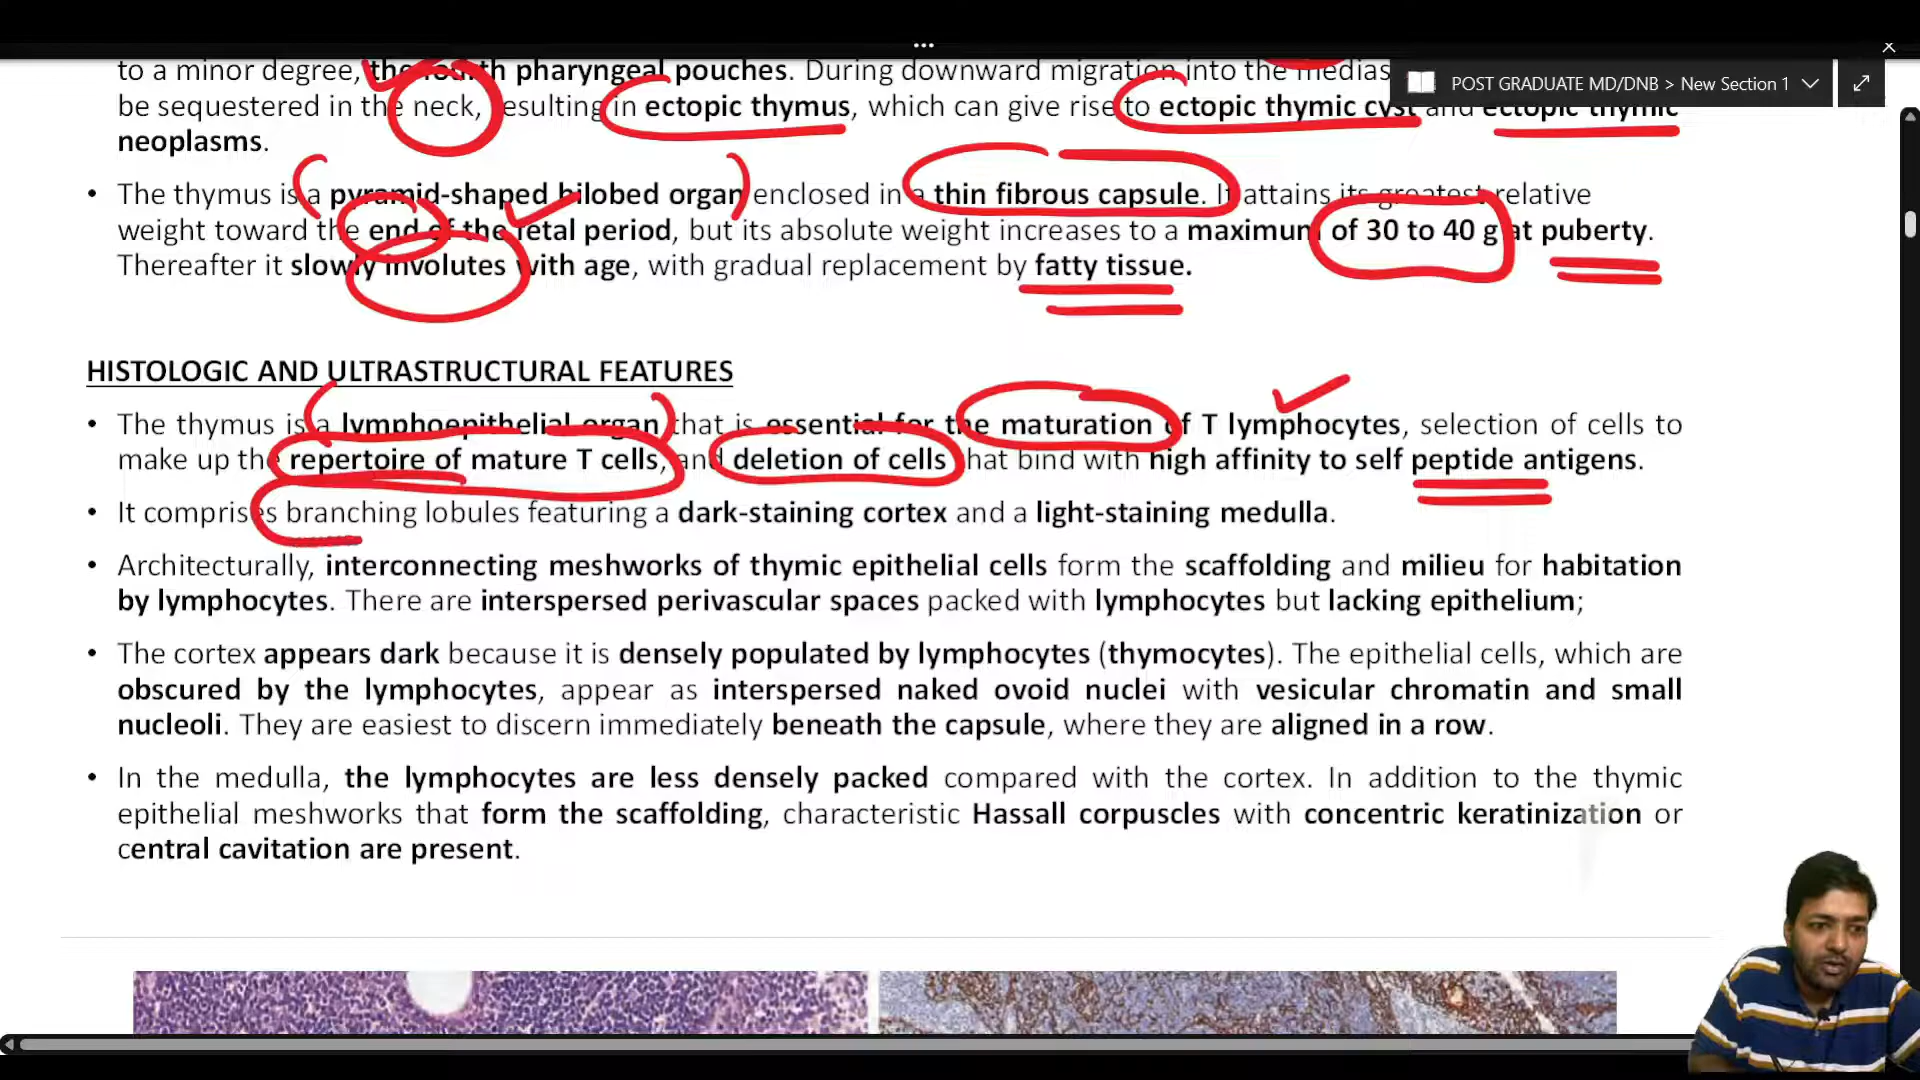 to a minor degree, the fourth pharyngeal pouches. During downward migration into the medias
POST GRADUATE MD/DNB > New Section 1
be sequestered in the neck, resulting in ectopic thymus, which can give rise to ectopic thymic cyst and ectopic thymic
neoplasms.
• The thymus is a pyramid-shaped bilobed organ enclosed in a thin fibrous capsule. It attains its greatest relative
weight toward the end of the fetal period, but its absolute weight increases to a maximum of 30 to 40 g at puberty.
Thereafter it slowly involutes with age, with gradual replacement by fatty tissue.
HISTOLOGIC AND ULTRASTRUCTURAL FEATURES
• The thymus is a lymphoepithelial organ that is essential for the maturation of T lymphocytes, selection of cells to
make up the repertoire of mature T cells, and deletion of cells that bind with high affinity to self peptide antigens.
• It comprises branching lobules featuring a dark-staining cortex and a light-staining medulla.
• Architecturally, interconnecting meshworks of thymic epithelial cells form the scaffolding and milieu for habitation
by lymphocytes. There are interspersed perivascular spaces packed with lymphocytes but lacking epithelium;
• The cortex appears dark because it is densely populated by lymphocytes (thymocytes). The epithelial cells, which are
obscured by the lymphocytes, appear as interspersed naked ovoid nuclei with vesicular chromatin and small
nucleoli. They are easiest to discern immediately beneath the capsule, where they are aligned in a row.
• In the medulla, the lymphocytes are less densely packed compared with the cortex. In addition to the thymic
epithelial meshworks that form the scaffolding, characteristic Hassall corpuscles with concentric keratinization or
central cavitation are present.